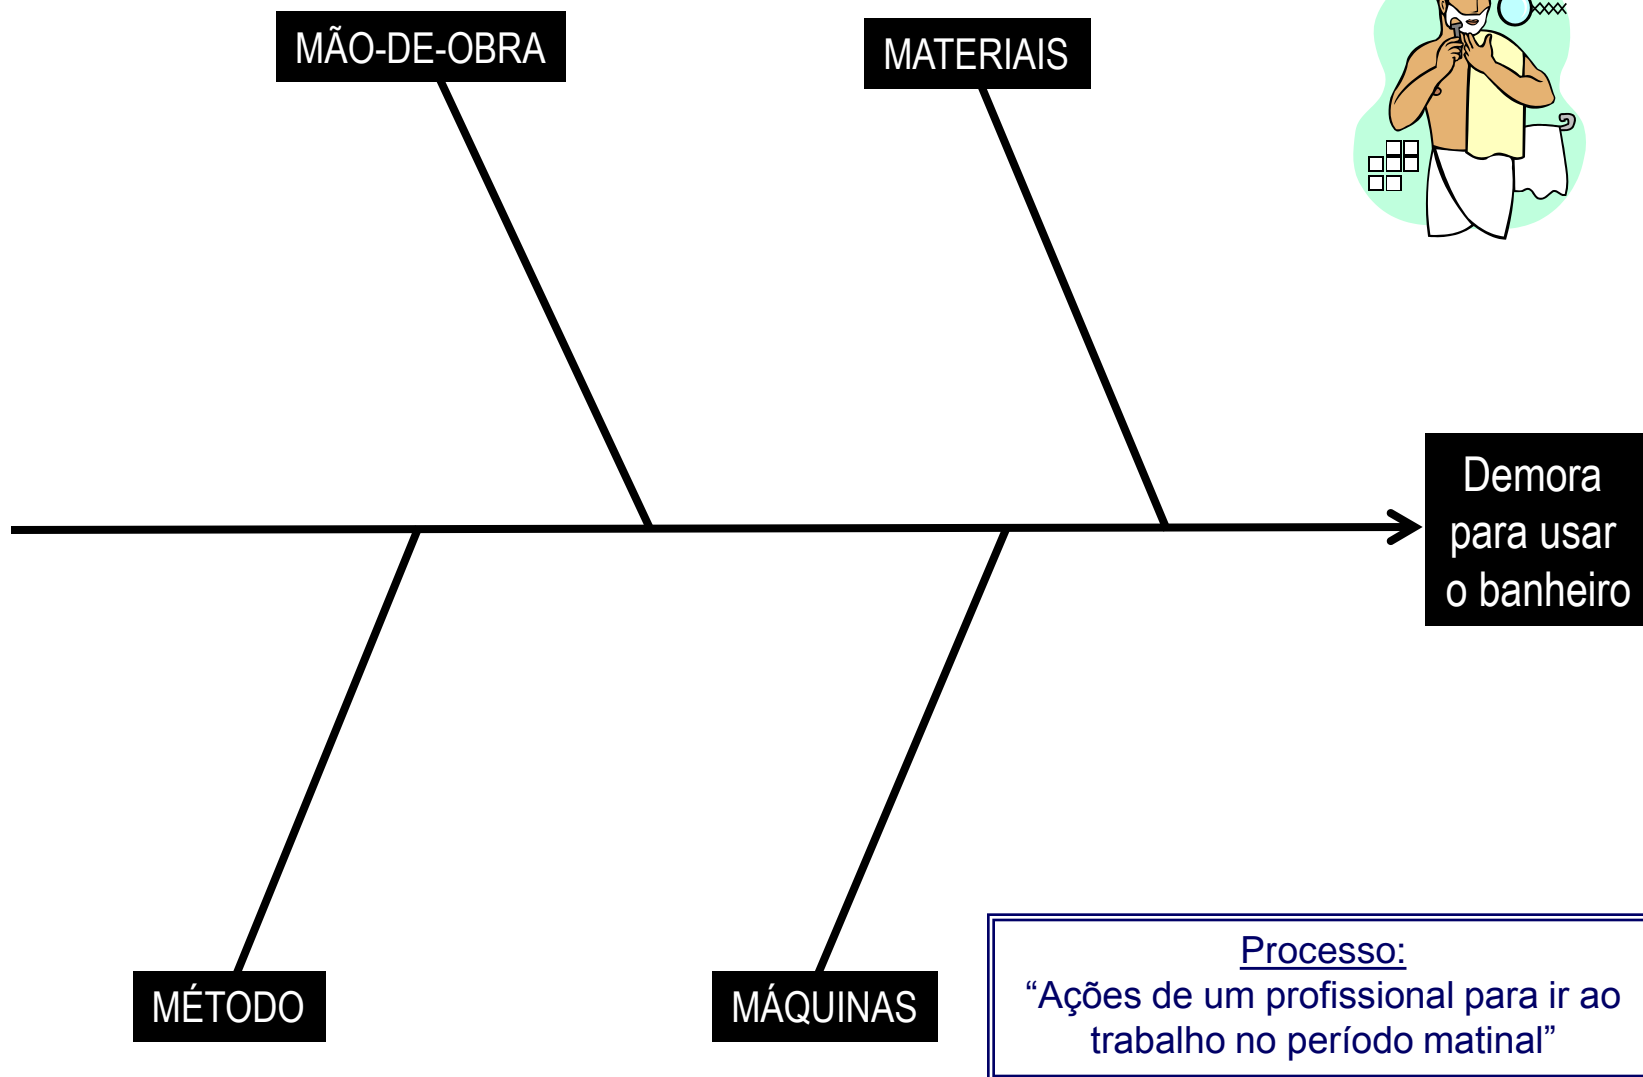 MÃO-DE-OBRA
MATERIAIS
Demora
para usar
o banheiro
MÉTODO
MÁQUINAS
Processo:
“Ações de um profissional para ir ao
trabalho no período matinal”